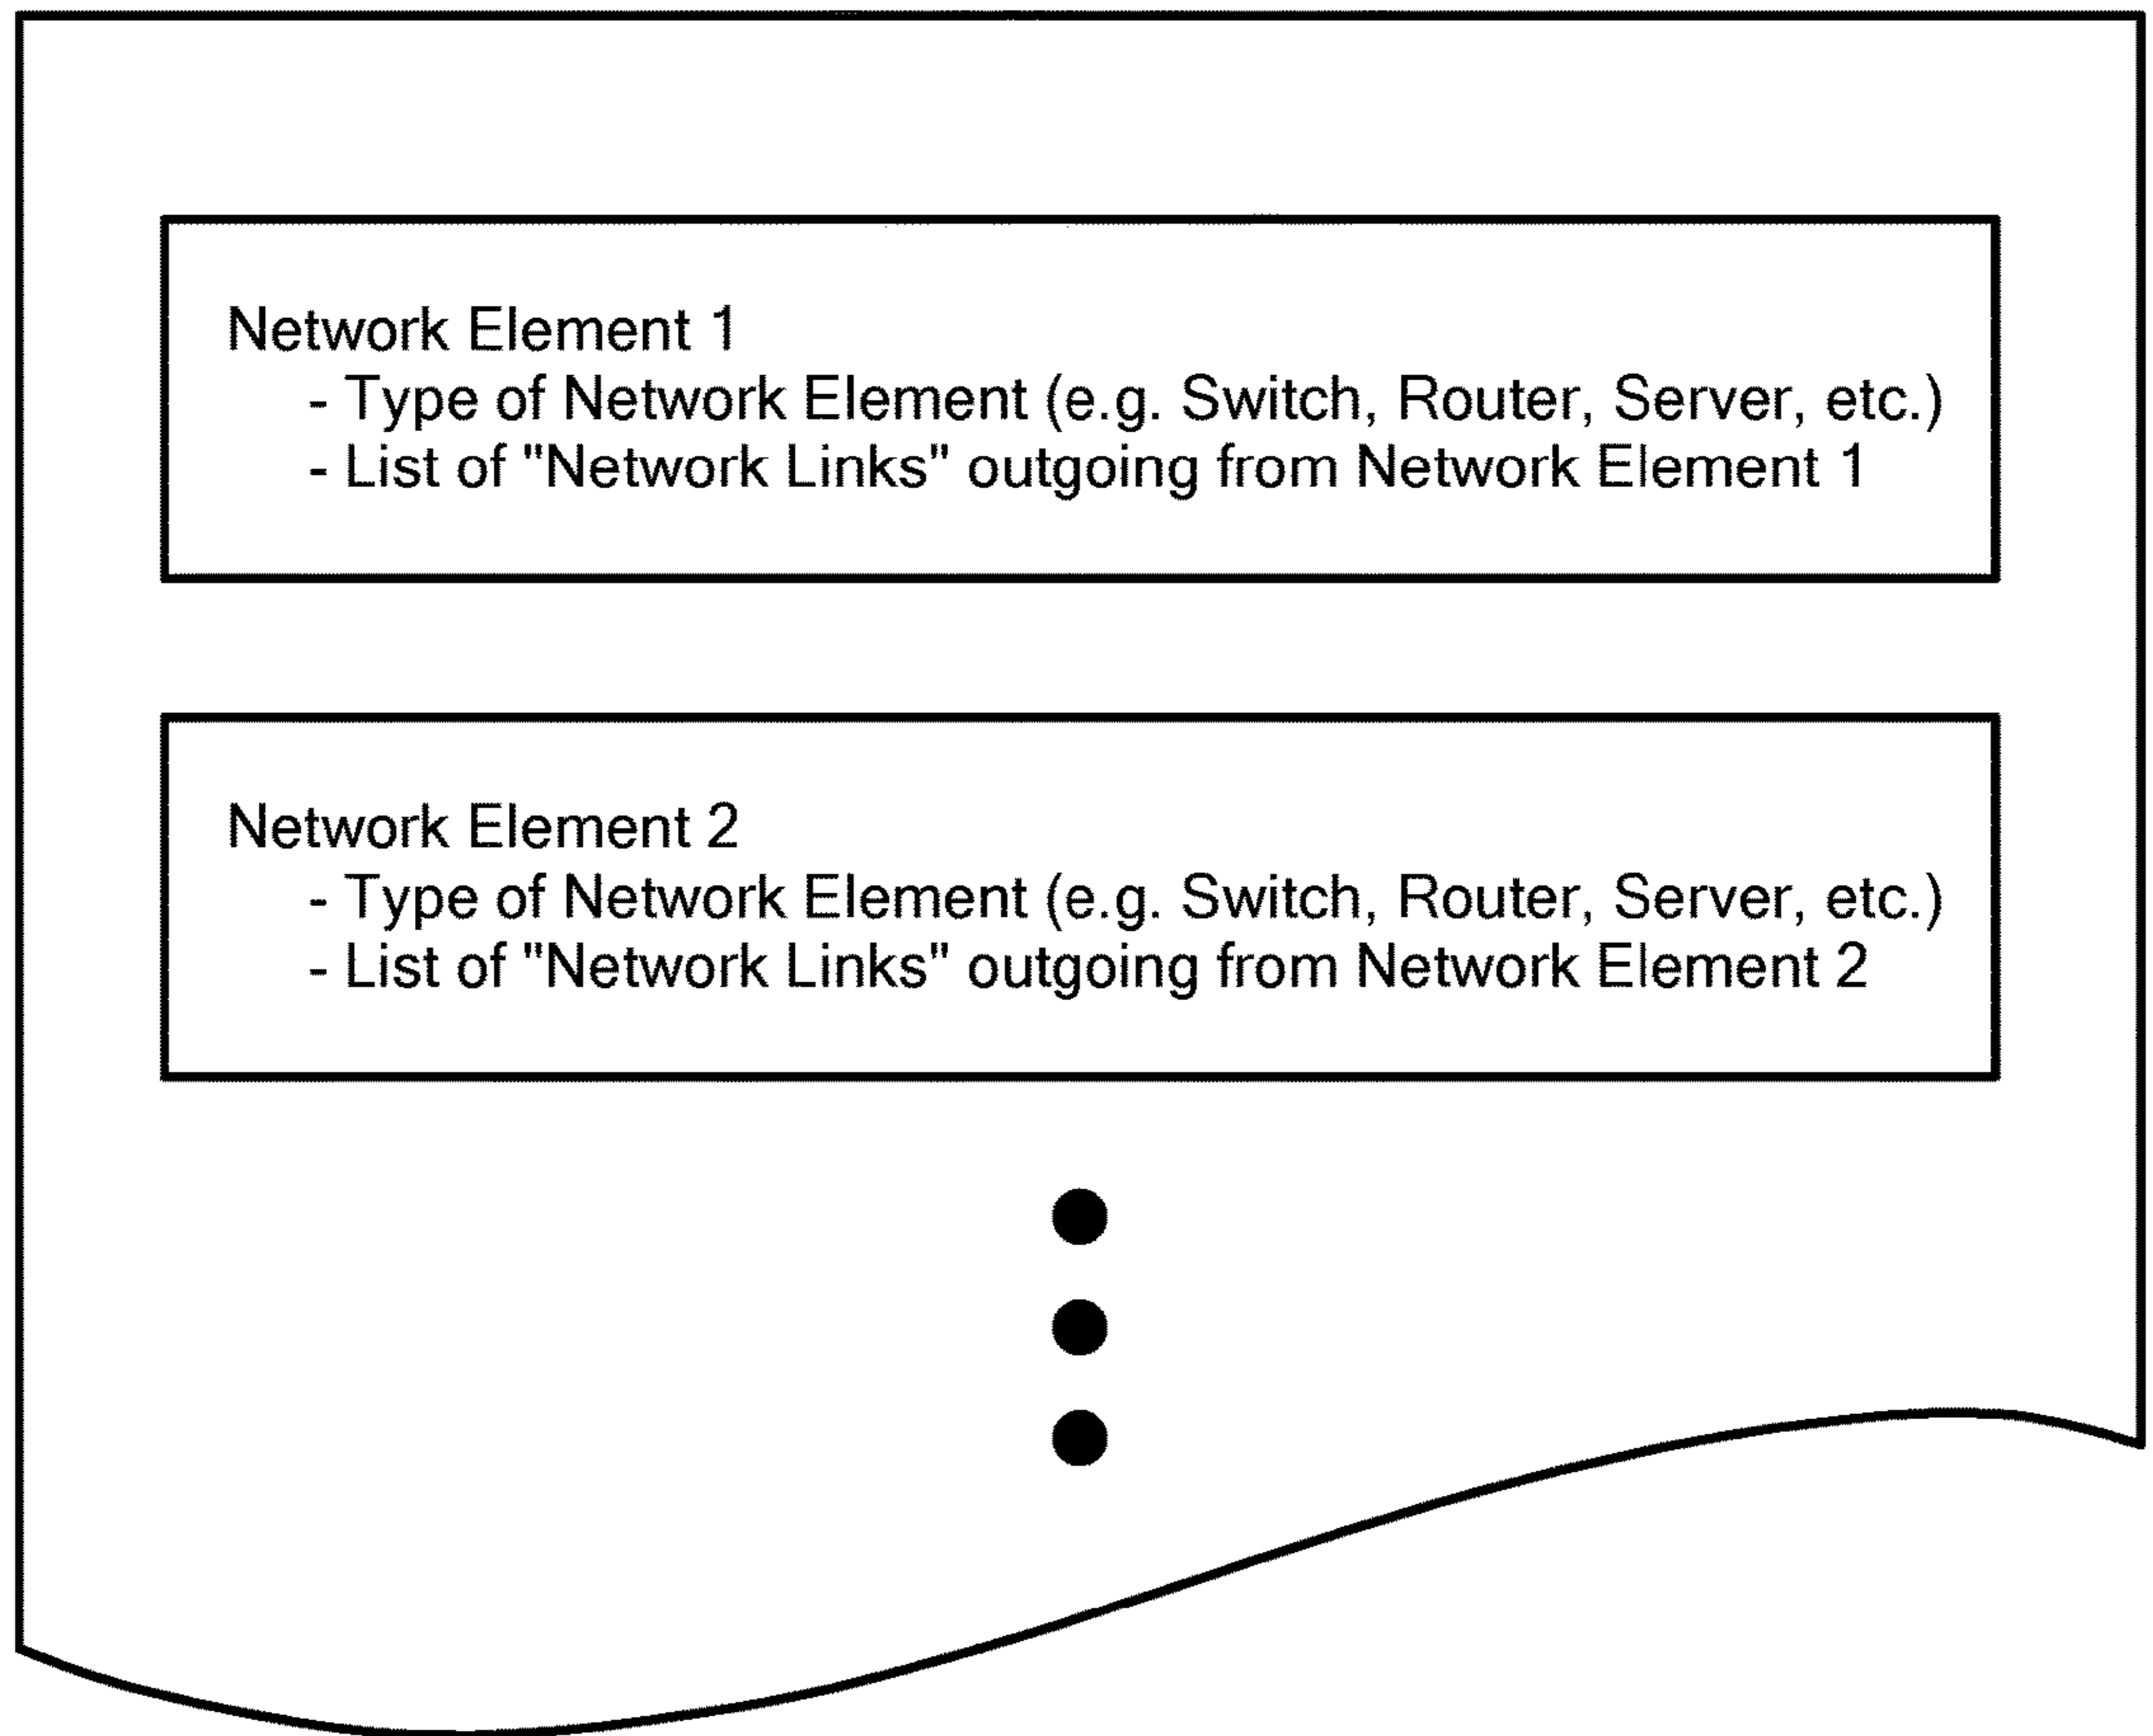 Network Element 1
- Type of Network Element (e.g. Switch, Router, Server, etc.)
- List of "Network Links" outgoing from Network Element 1
Network Element 2
- Type of Network Element (e.g. Switch, Router, Server, etc.)
- List of "Network Links" outgoing from Network Element 2